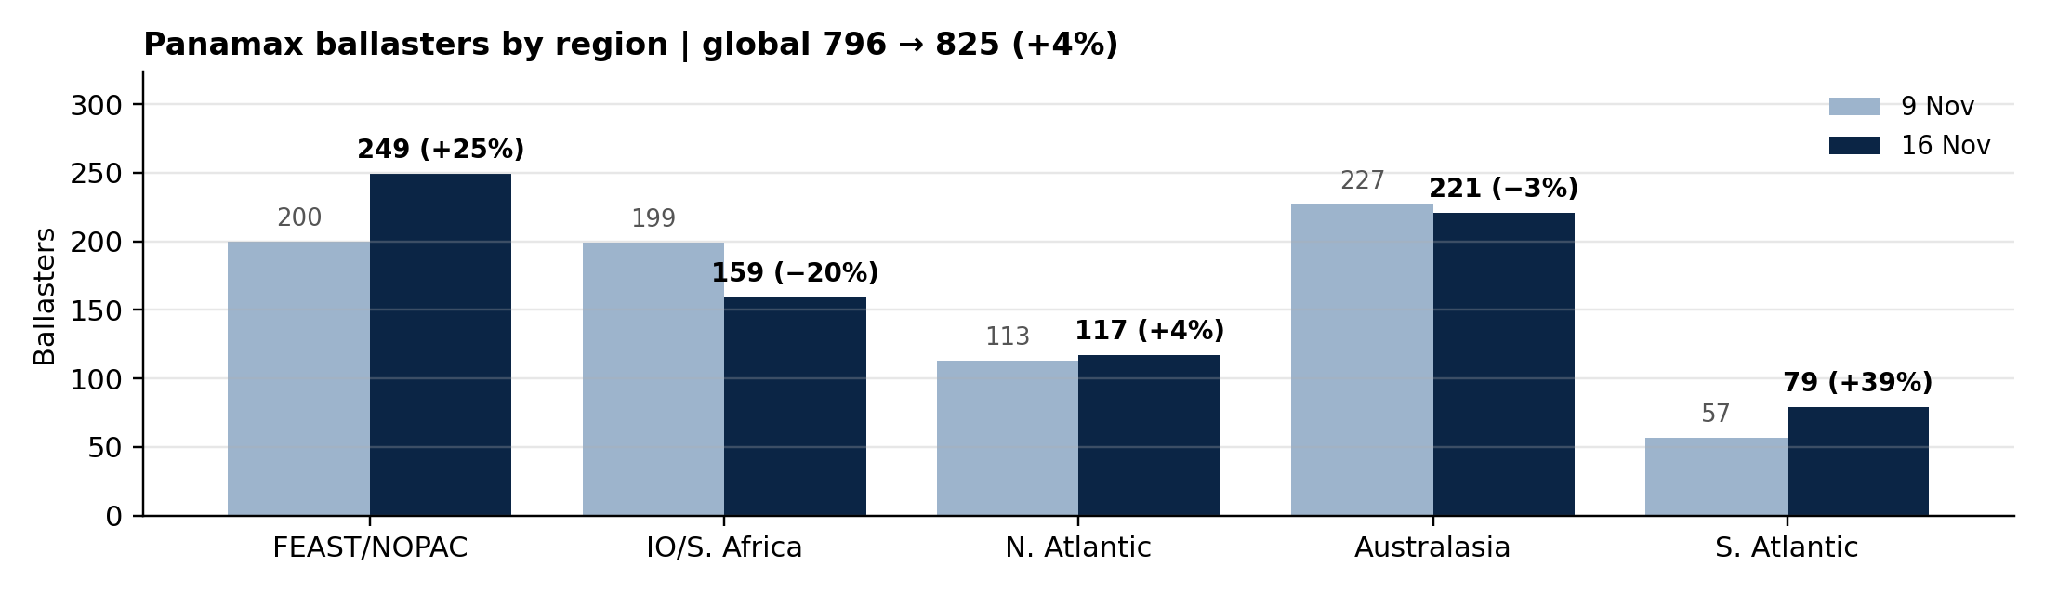 Panamax ballasters by region | global 796 → 825 (+4%)
Ballasters
300
250
200
150
100
50
0
9 Nov
16 Nov
200
249 (+25%)
199
159 (−20%)
113
117 (+4%)
227
221 (−3%)
57
79 (+39%)
FEAST/NOPAC
IO/S. Africa
N. Atlantic
Australasia
S. Atlantic